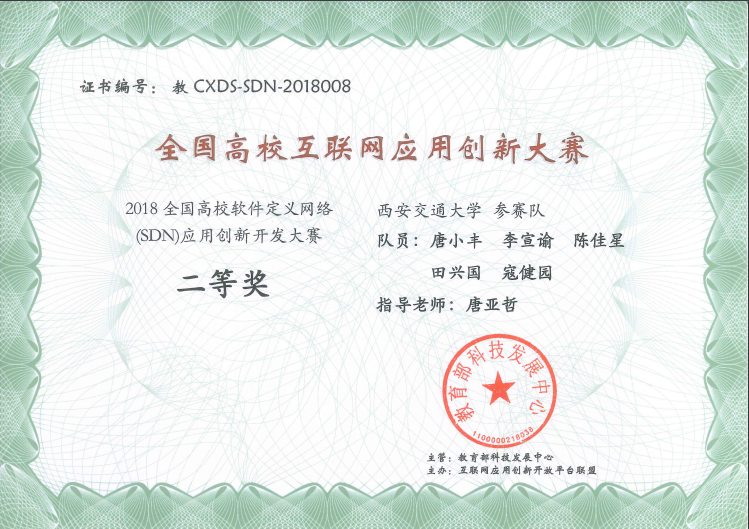 证书编号：教 CXDS-SDN-2018008
全国高校互联网应用创新大赛
2018 全国高校软件定义网络
(SDN)应用创新开发大赛
二等奖
西安交通大学 参赛队
队员：唐小丰 李宣谕 陈佳星
田兴国 寇健园
指导老师：唐亚哲
教育部科技发展中心
1100000218038
主管：教育部科技发展中心
主办：互联网应用创新开放平台联盟